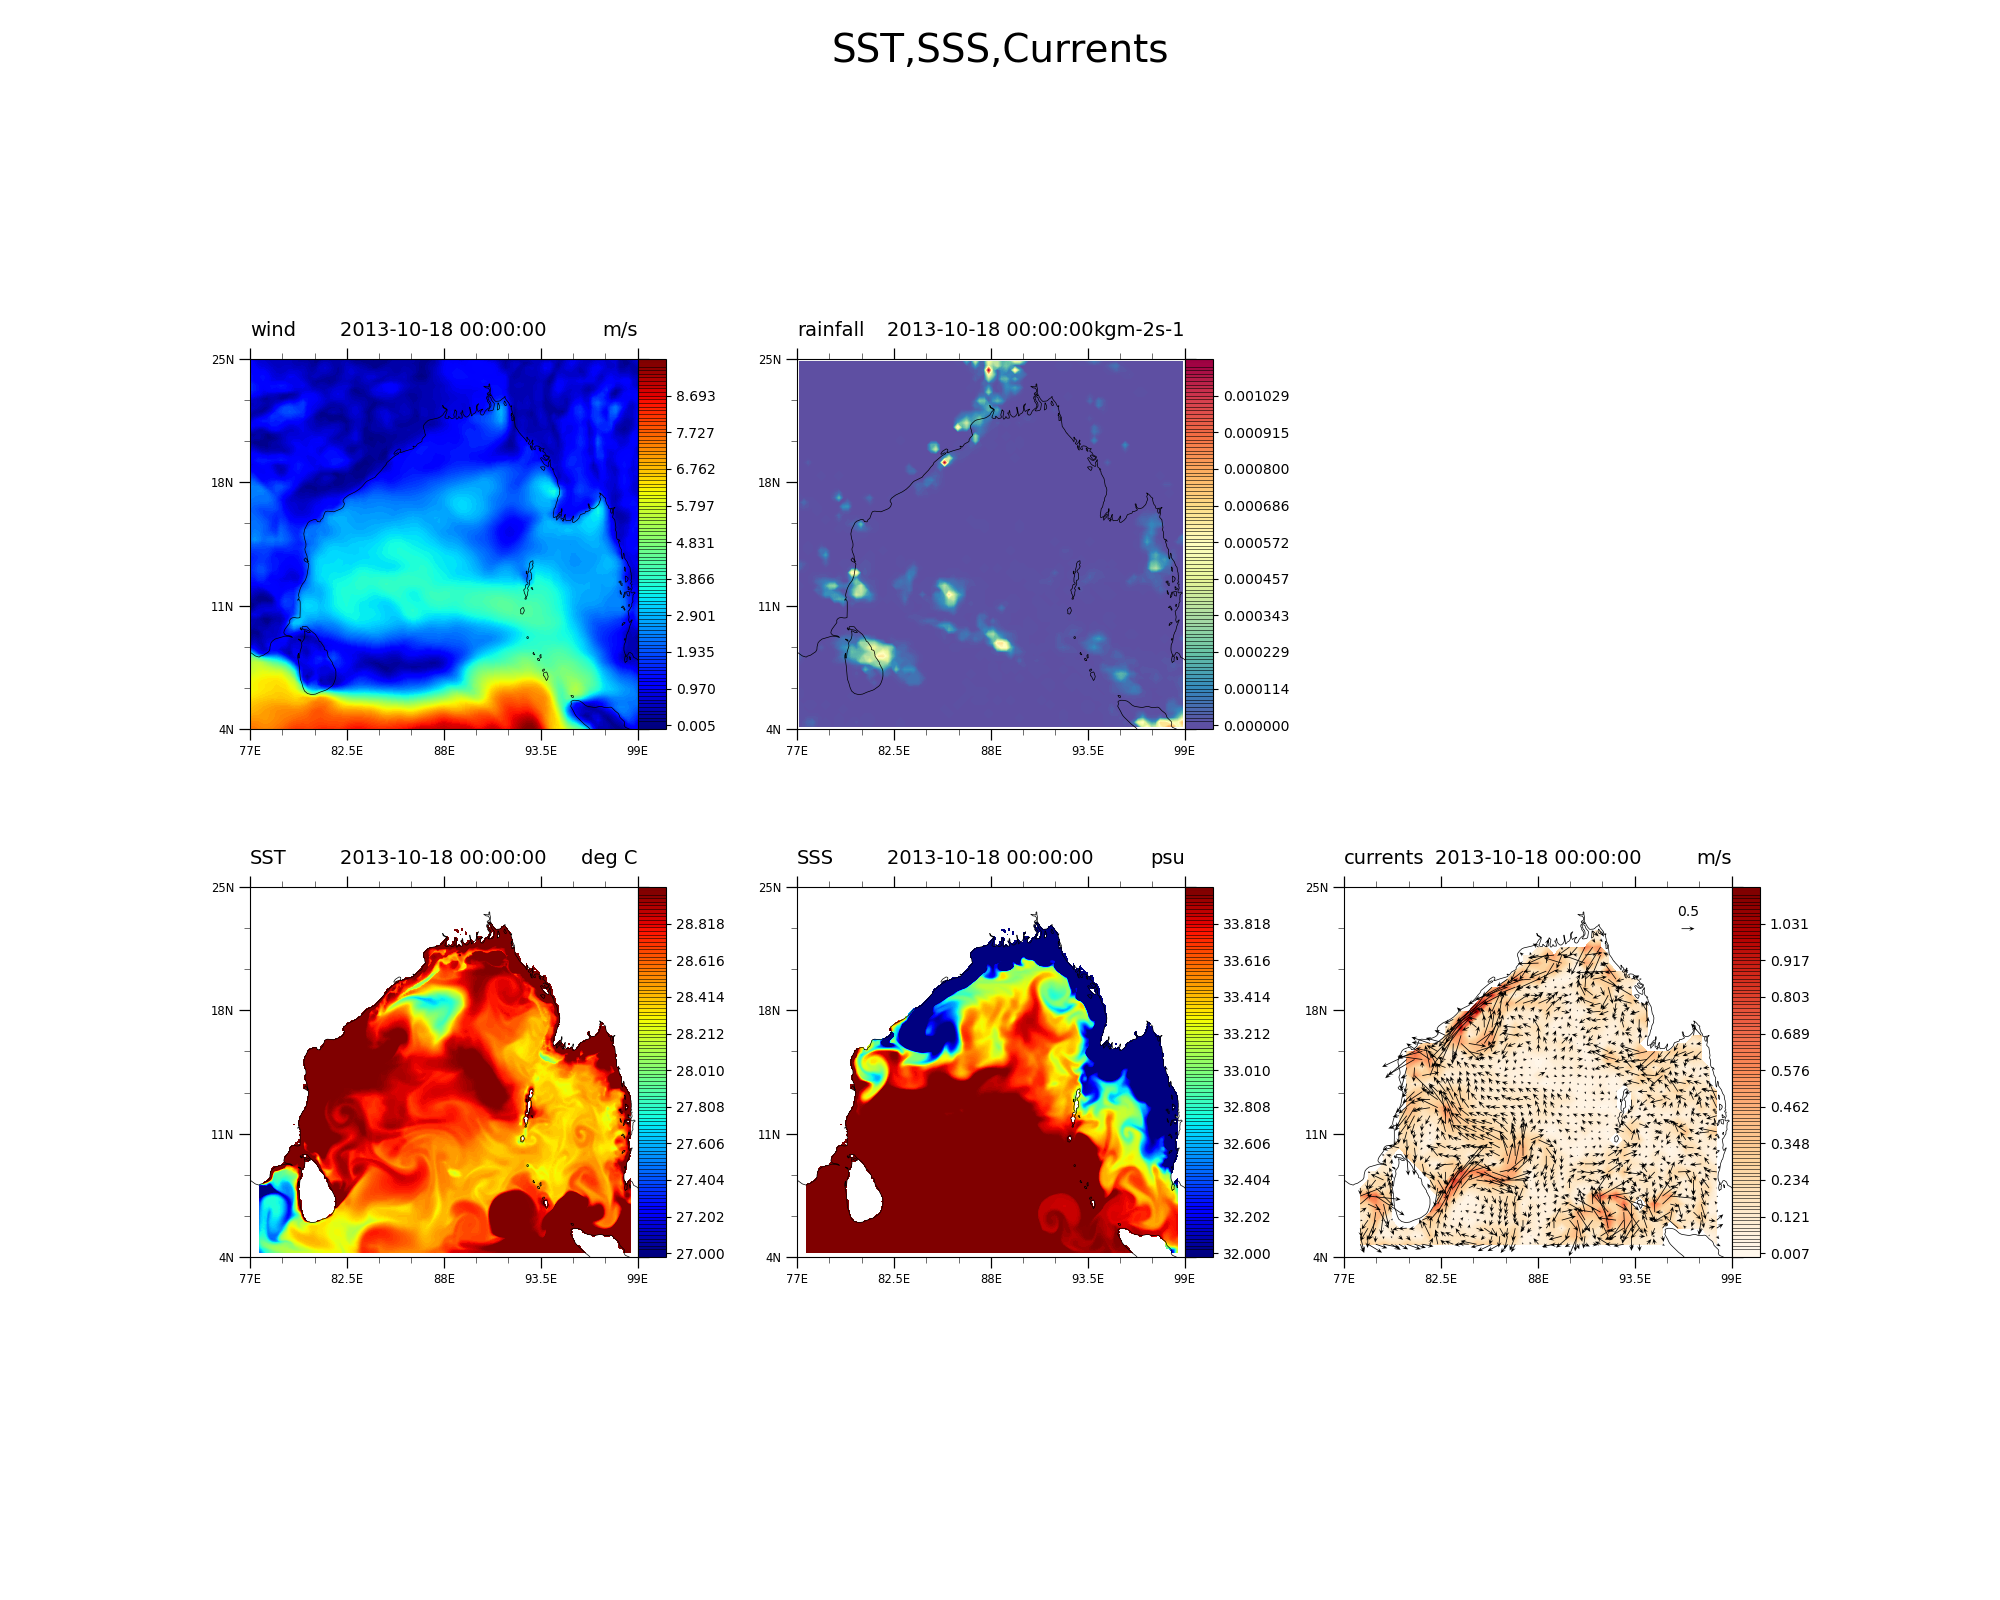 SST,SSS,Currents
wind 2013-10-18 00:00:00 m/s
25N
18N
11N
4N
77E 82.5E 88E 93.5E 99E
8.693
7.727
6.762
5.797
4.831
3.866
2.901
1.935
0.970
0.005
rainfall 2013-10-18 00:00:00kgm-2s-1
25N
18N
11N
4N
77E 82.5E 88E 93.5E 99E
0.001029
0.000915
0.000800
0.000686
0.000572
0.000457
0.000343
0.000229
0.000114
0.000000
SST 2013-10-18 00:00:00 deg C
25N
18N
11N
4N
77E 82.5E 88E 93.5E 99E
28.818
28.616
28.414
28.212
28.010
27.808
27.606
27.404
27.202
27.000
SSS 2013-10-18 00:00:00 psu
25N
18N
11N
4N
77E 82.5E 88E 93.5E 99E
33.818
33.616
33.414
33.212
33.010
32.808
32.606
32.404
32.202
32.000
currents 2013-10-18 00:00:00 m/s
0.5
25N
18N
11N
4N
77E 82.5E 88E 93.5E 99E
1.031
0.917
0.803
0.689
0.576
0.462
0.348
0.234
0.121
0.007